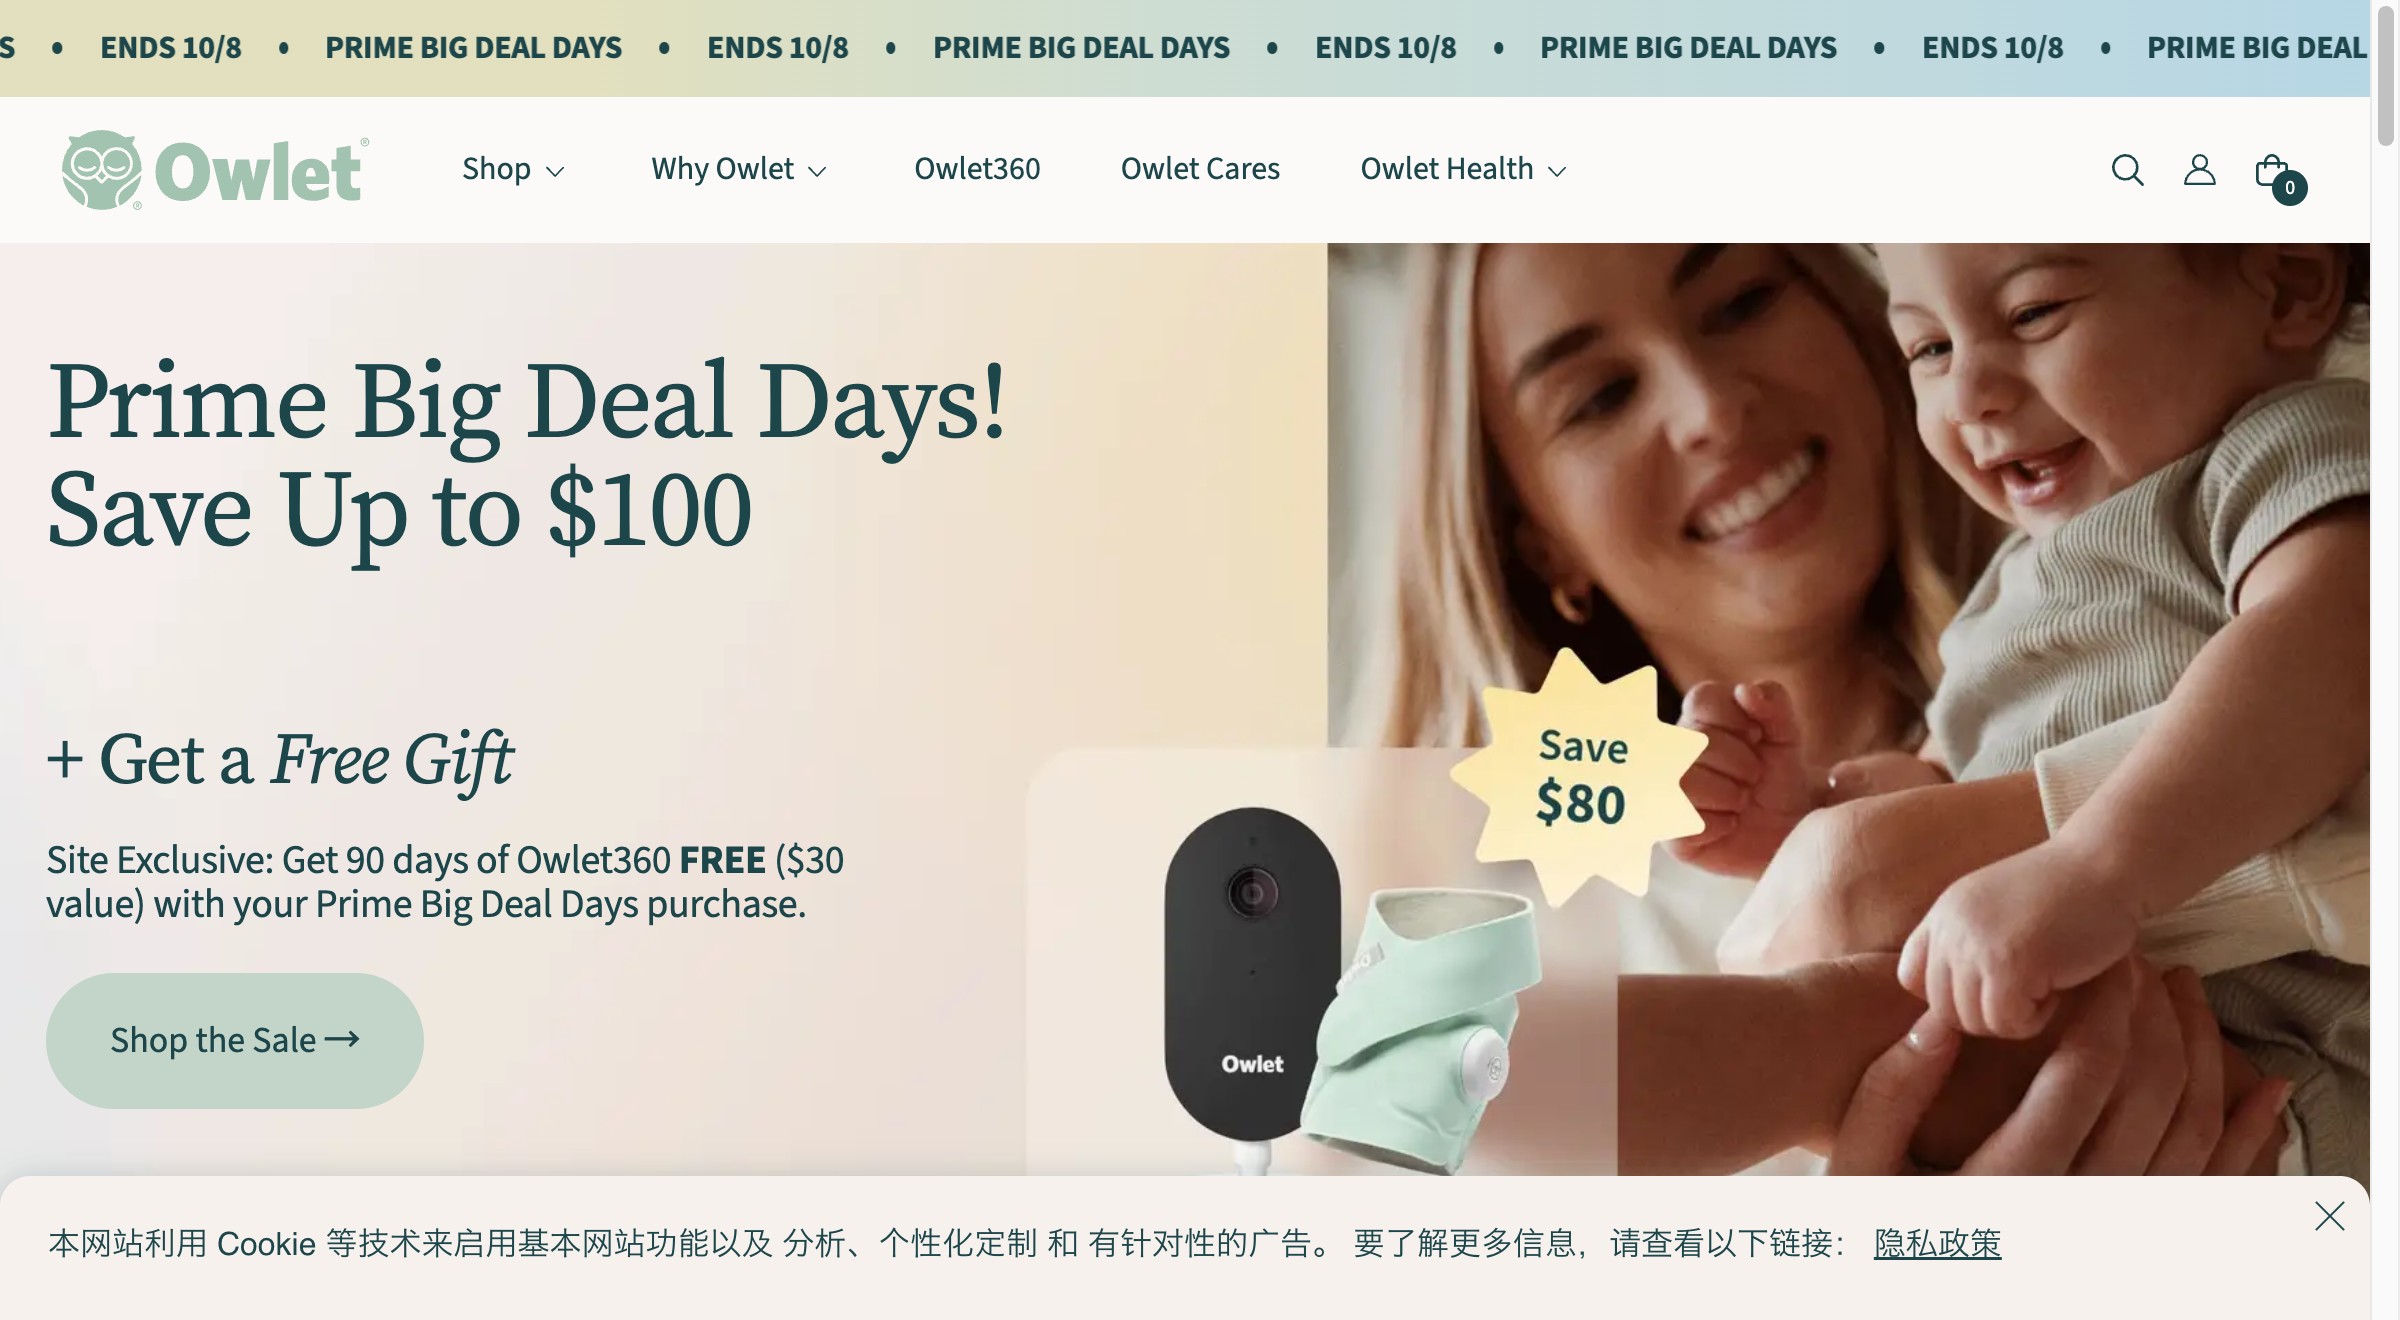 S • ENDS 10/8 • PRIME BIG DEAL DAYS • ENDS 10/8 • PRIME BIG DEAL DAYS • ENDS 10/8 • PRIME BIG DEAL DAYS • ENDS 10/8 • PRIME BIG DEAL
Owlet® Shop Why Owlet Owlet360 Owlet Cares Owlet Health 0
Prime Big Deal Days!
Save Up to $100
+ Get a Free Gift
Site Exclusive: Get 90 days of Owlet360 FREE ($30
value) with your Prime Big Deal Days purchase.
Shop the Sale →
Save
$80
Owlet
本网站利用 Cookie 等技术来启用基本网站功能以及 分析、个性化定制 和 有针对性的广告。 要了解更多信息，请查看以下链接： 隐私政策